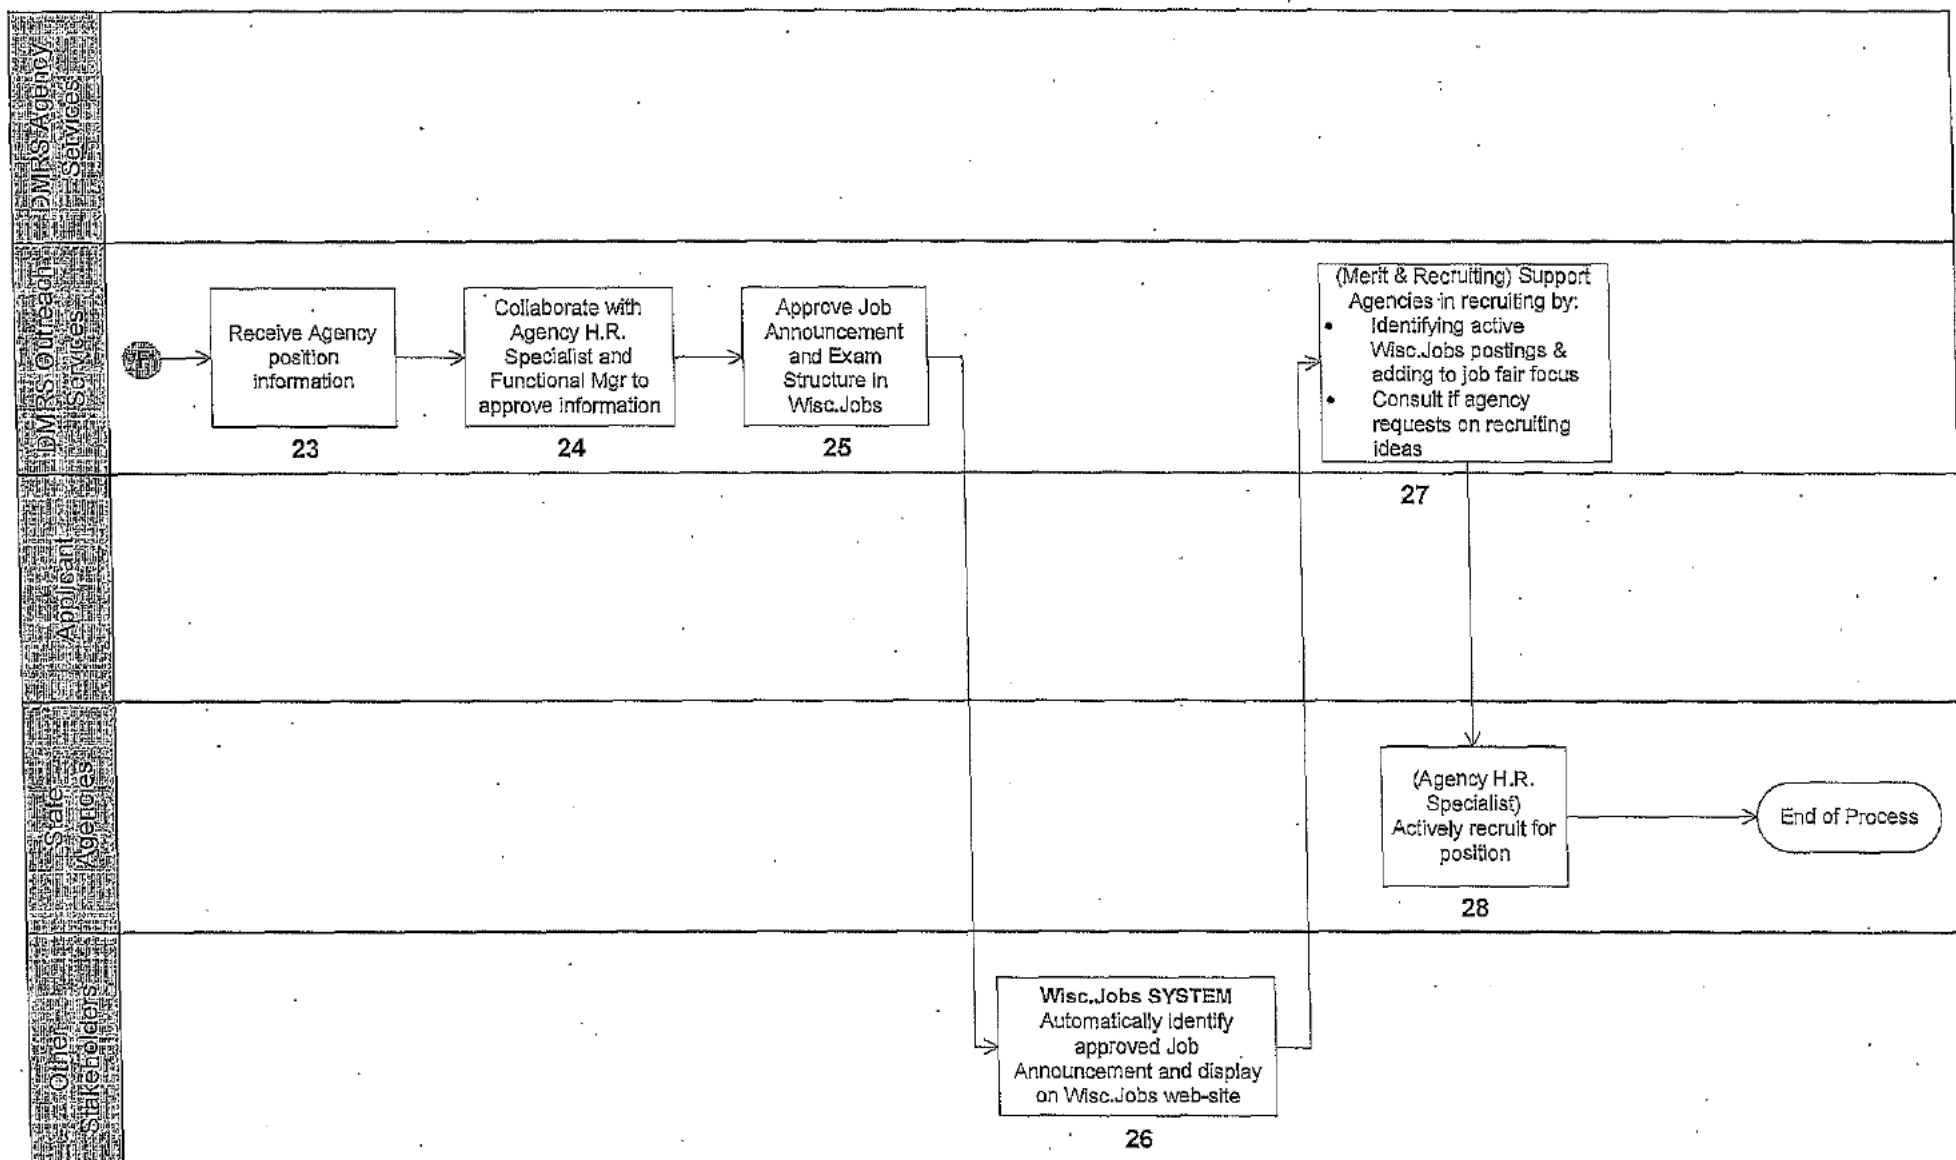 DMRS Agency
Services
DMRS Outreach
Services
Receive Agency
position
information
23
Collaborate with
Agency H.R.
Specialist and
Functional Mgr to
approve information
24
Approve Job
Announcement
and Exam
Structure in
Wisc.Jobs
25
(Merit & Recruiting) Support
Agencies in recruiting by:
• Identifying active
Wisc.Jobs postings &
adding to job fair focus
• Consult if agency
requests on recruiting
ideas
27
Applicant
State
Agencies
(Agency H.R.
Specialist)
Actively recruit for
position
28
End of Process
Other
Stakeholders
Wisc.Jobs SYSTEM
Automatically identify
approved Job
Announcement and display
on Wisc.Jobs web-site
26